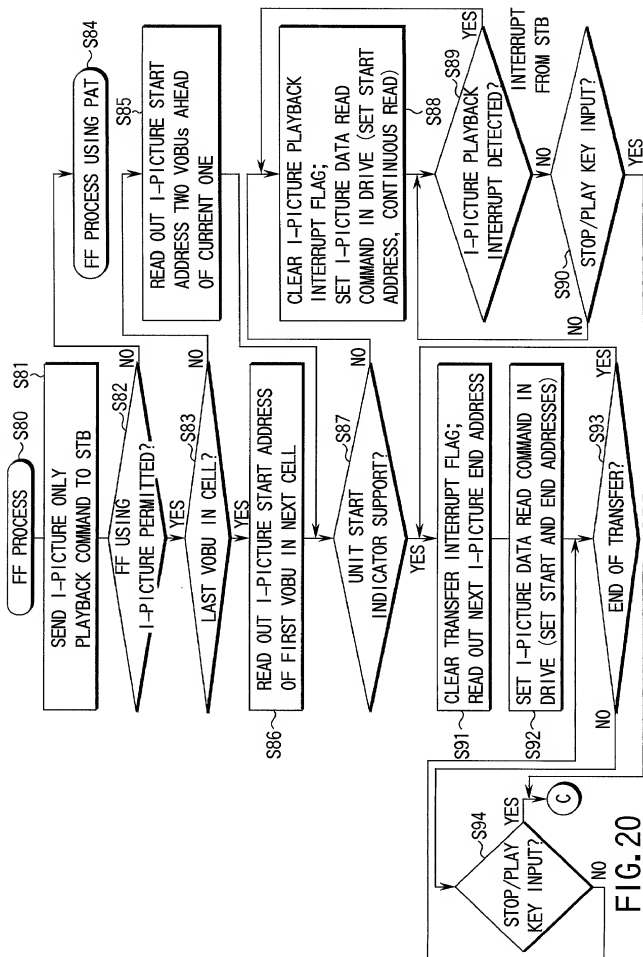 FF PROCESS
S80
SEND I-PICTURE ONLY
PLAYBACK COMMAND TO STB
S81
FF USING
I-PICTURE PERMITTED?
S82
NO
YES
FF PROCESS USING PAT
S84
LAST VOBU IN CELL?
S83
NO
YES
READ OUT I-PICTURE START
ADDRESS TWO VOBUs AHEAD
OF CURRENT ONE
S85
READ OUT I-PICTURE START ADDRESS
OF FIRST VOBU IN NEXT CELL
S86
UNIT START
INDICATOR SUPPORT?
S87
NO
YES
CLEAR I-PICTURE PLAYBACK
INTERRUPT FLAG;
SET I-PICTURE DATA READ
COMMAND IN DRIVE (SET START
ADDRESS, CONTINUOUS READ)
S88
I-PICTURE PLAYBACK
INTERRUPT DETECTED?
S89
YES
NO
INTERRUPT
FROM STB
STOP/PLAY KEY INPUT?
S90
NO
YES
CLEAR TRANSFER INTERRUPT FLAG;
READ OUT NEXT I-PICTURE END ADDRESS
S91
SET I-PICTURE DATA READ COMMAND IN
DRIVE (SET START AND END ADDRESSES)
S92
END OF TRANSFER?
S93
YES
NO
STOP/PLAY
KEY INPUT?
S94
YES
NO
C
FIG.20